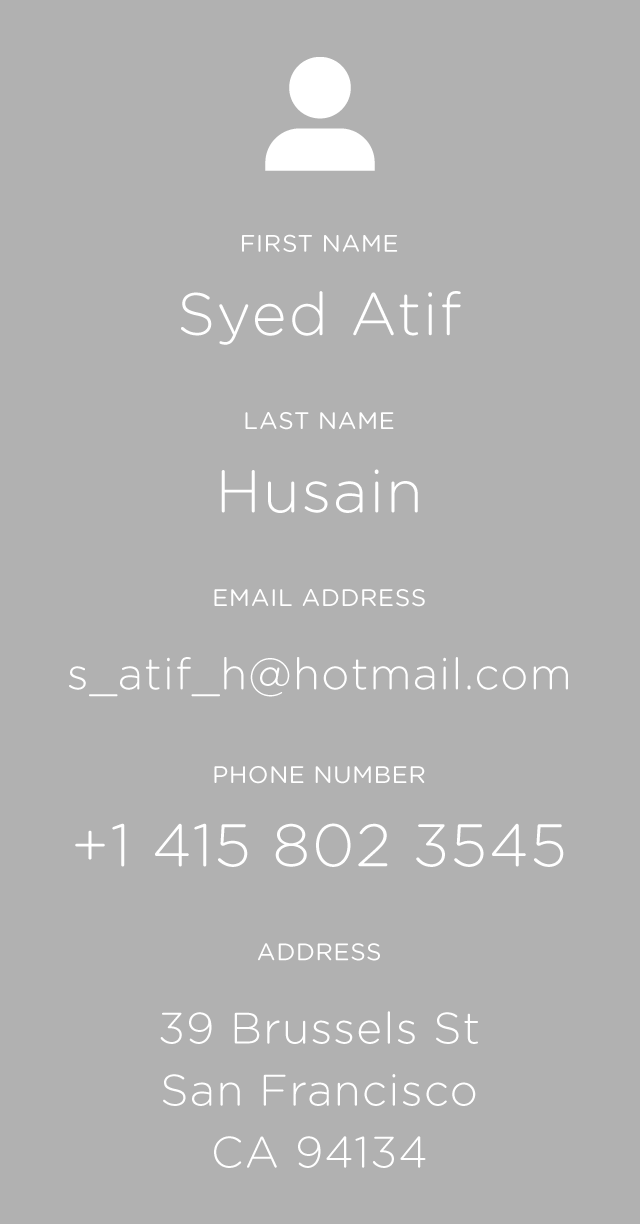 FIRST NAME
Syed Atif
LAST NAME
Husain
EMAIL ADDRESS
s_atif_h@hotmail.com
PHONE NUMBER
+1 415 802 3545
ADDRESS
39 Brussels St
San Francisco
CA 94134